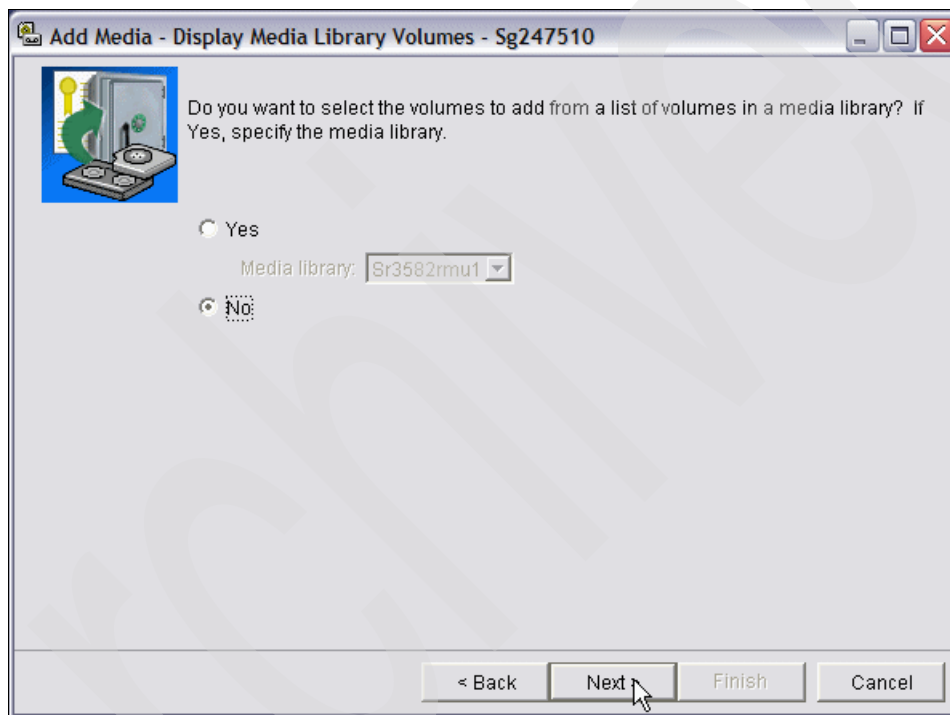 Add Media - Display Media Library Volumes - Sg247510
Do you want to select the volumes to add from a list of volumes in a media library? If
Yes, specify the media library.
Yes
Media library: Sr3582rmu1
No
< Back Next > Finish Cancel